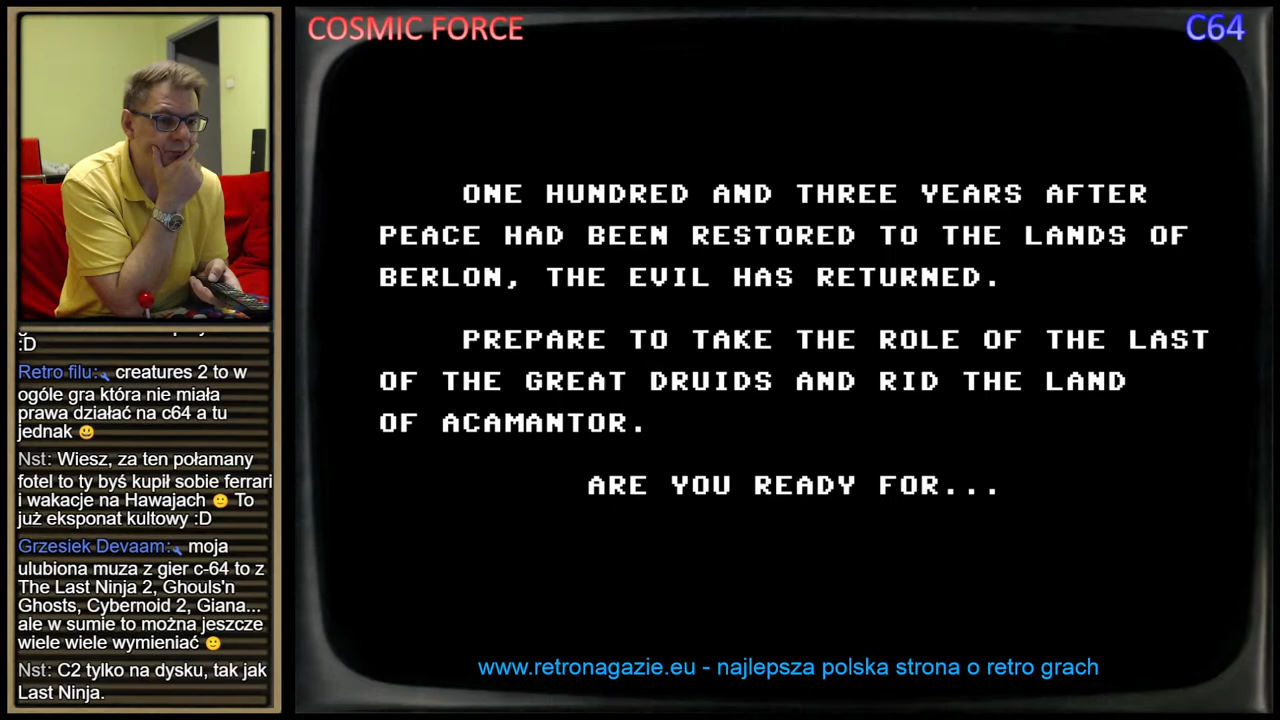 COSMIC FORCE
C64
ONE HUNDRED AND THREE YEARS AFTER
PEACE HAD BEEN RESTORED TO THE LANDS OF
BERLON, THE EVIL HAS RETURNED.
PREPARE TO TAKE THE ROLE OF THE LAST
OF THE GREAT DRUIDS AND RID THE LAND
OF ACAMANTOR.
ARE YOU READY FOR...
www.retronagazie.eu - najlepsza polska strona o retro grach
:D
Retro filu: creatures 2 to w
ogóle gra która nie miała
prawa działać na c64 a tu
jednak 😃
Nst: Wiesz, za ten połamany
fotel to ty byś kupił sobie ferrari
i wakacje na Hawajach 🙂 To
już eksponat kultowy :D
Grzesiek Devaam: moja
ulubiona muza z gier c-64 to z
The Last Ninja 2, Ghouls'n
Ghosts, Cybernoid 2, Giana...
ale w sumie to można jeszcze
wiele wiele wymieniać 🙂
Nst: C2 tylko na dysku, tak jak
Last Ninja.